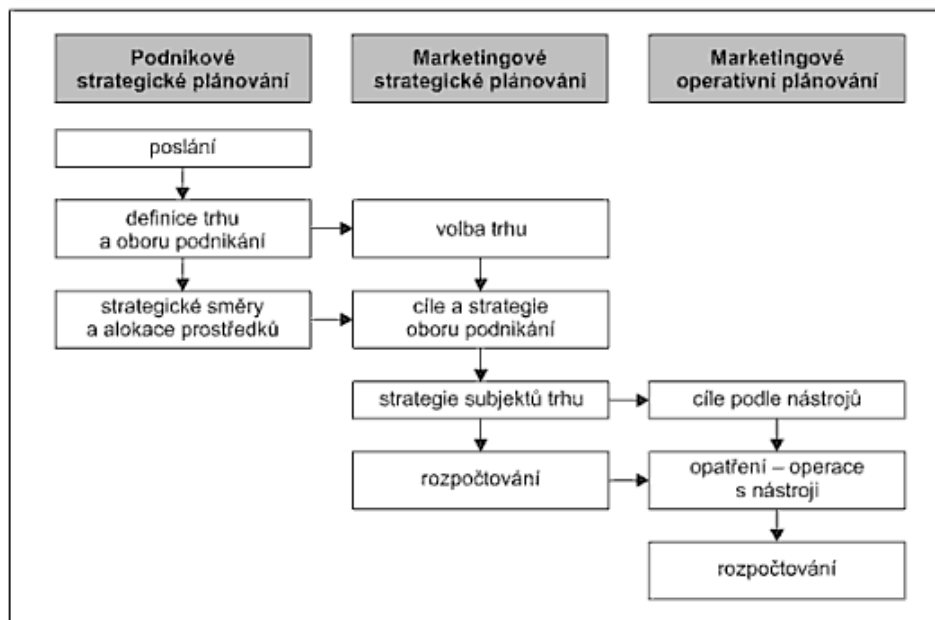 Podnikové
strategické plánování
Marketingové
strategické plánování
Marketingové
operativní plánování
poslání
definice trhu
a oboru podnikání
volba trhu
strategické směry
a alokace prostředků
cíle a strategie
oboru podnikání
strategie subjektů trhu
cíle podle nástrojů
rozpočtování
opatření – operace
s nástroji
rozpočtování